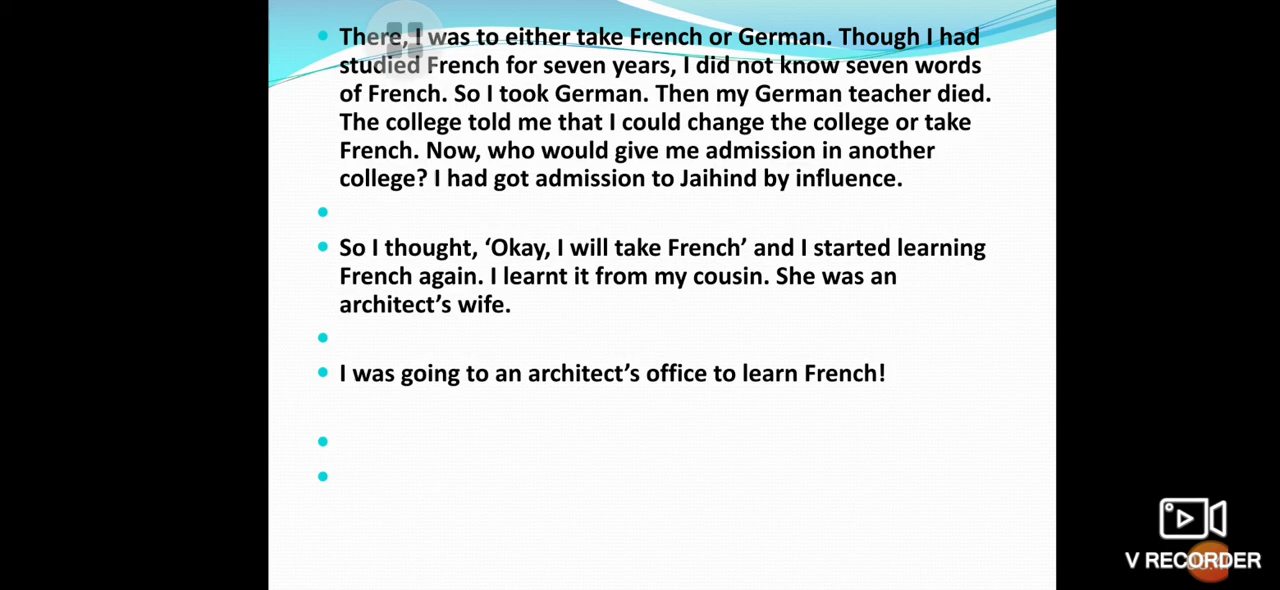 There, I was to either take French or German. Though I had
studied French for seven years, I did not know seven words
of French. So I took German. Then my German teacher died.
The college told me that I could change the college or take
French. Now, who would give me admission in another
college? I had got admission to Jaihind by influence.
So I thought, ‘Okay, I will take French’ and I started learning
French again. I learnt it from my cousin. She was an
architect’s wife.
I was going to an architect’s office to learn French!
V RECORDER